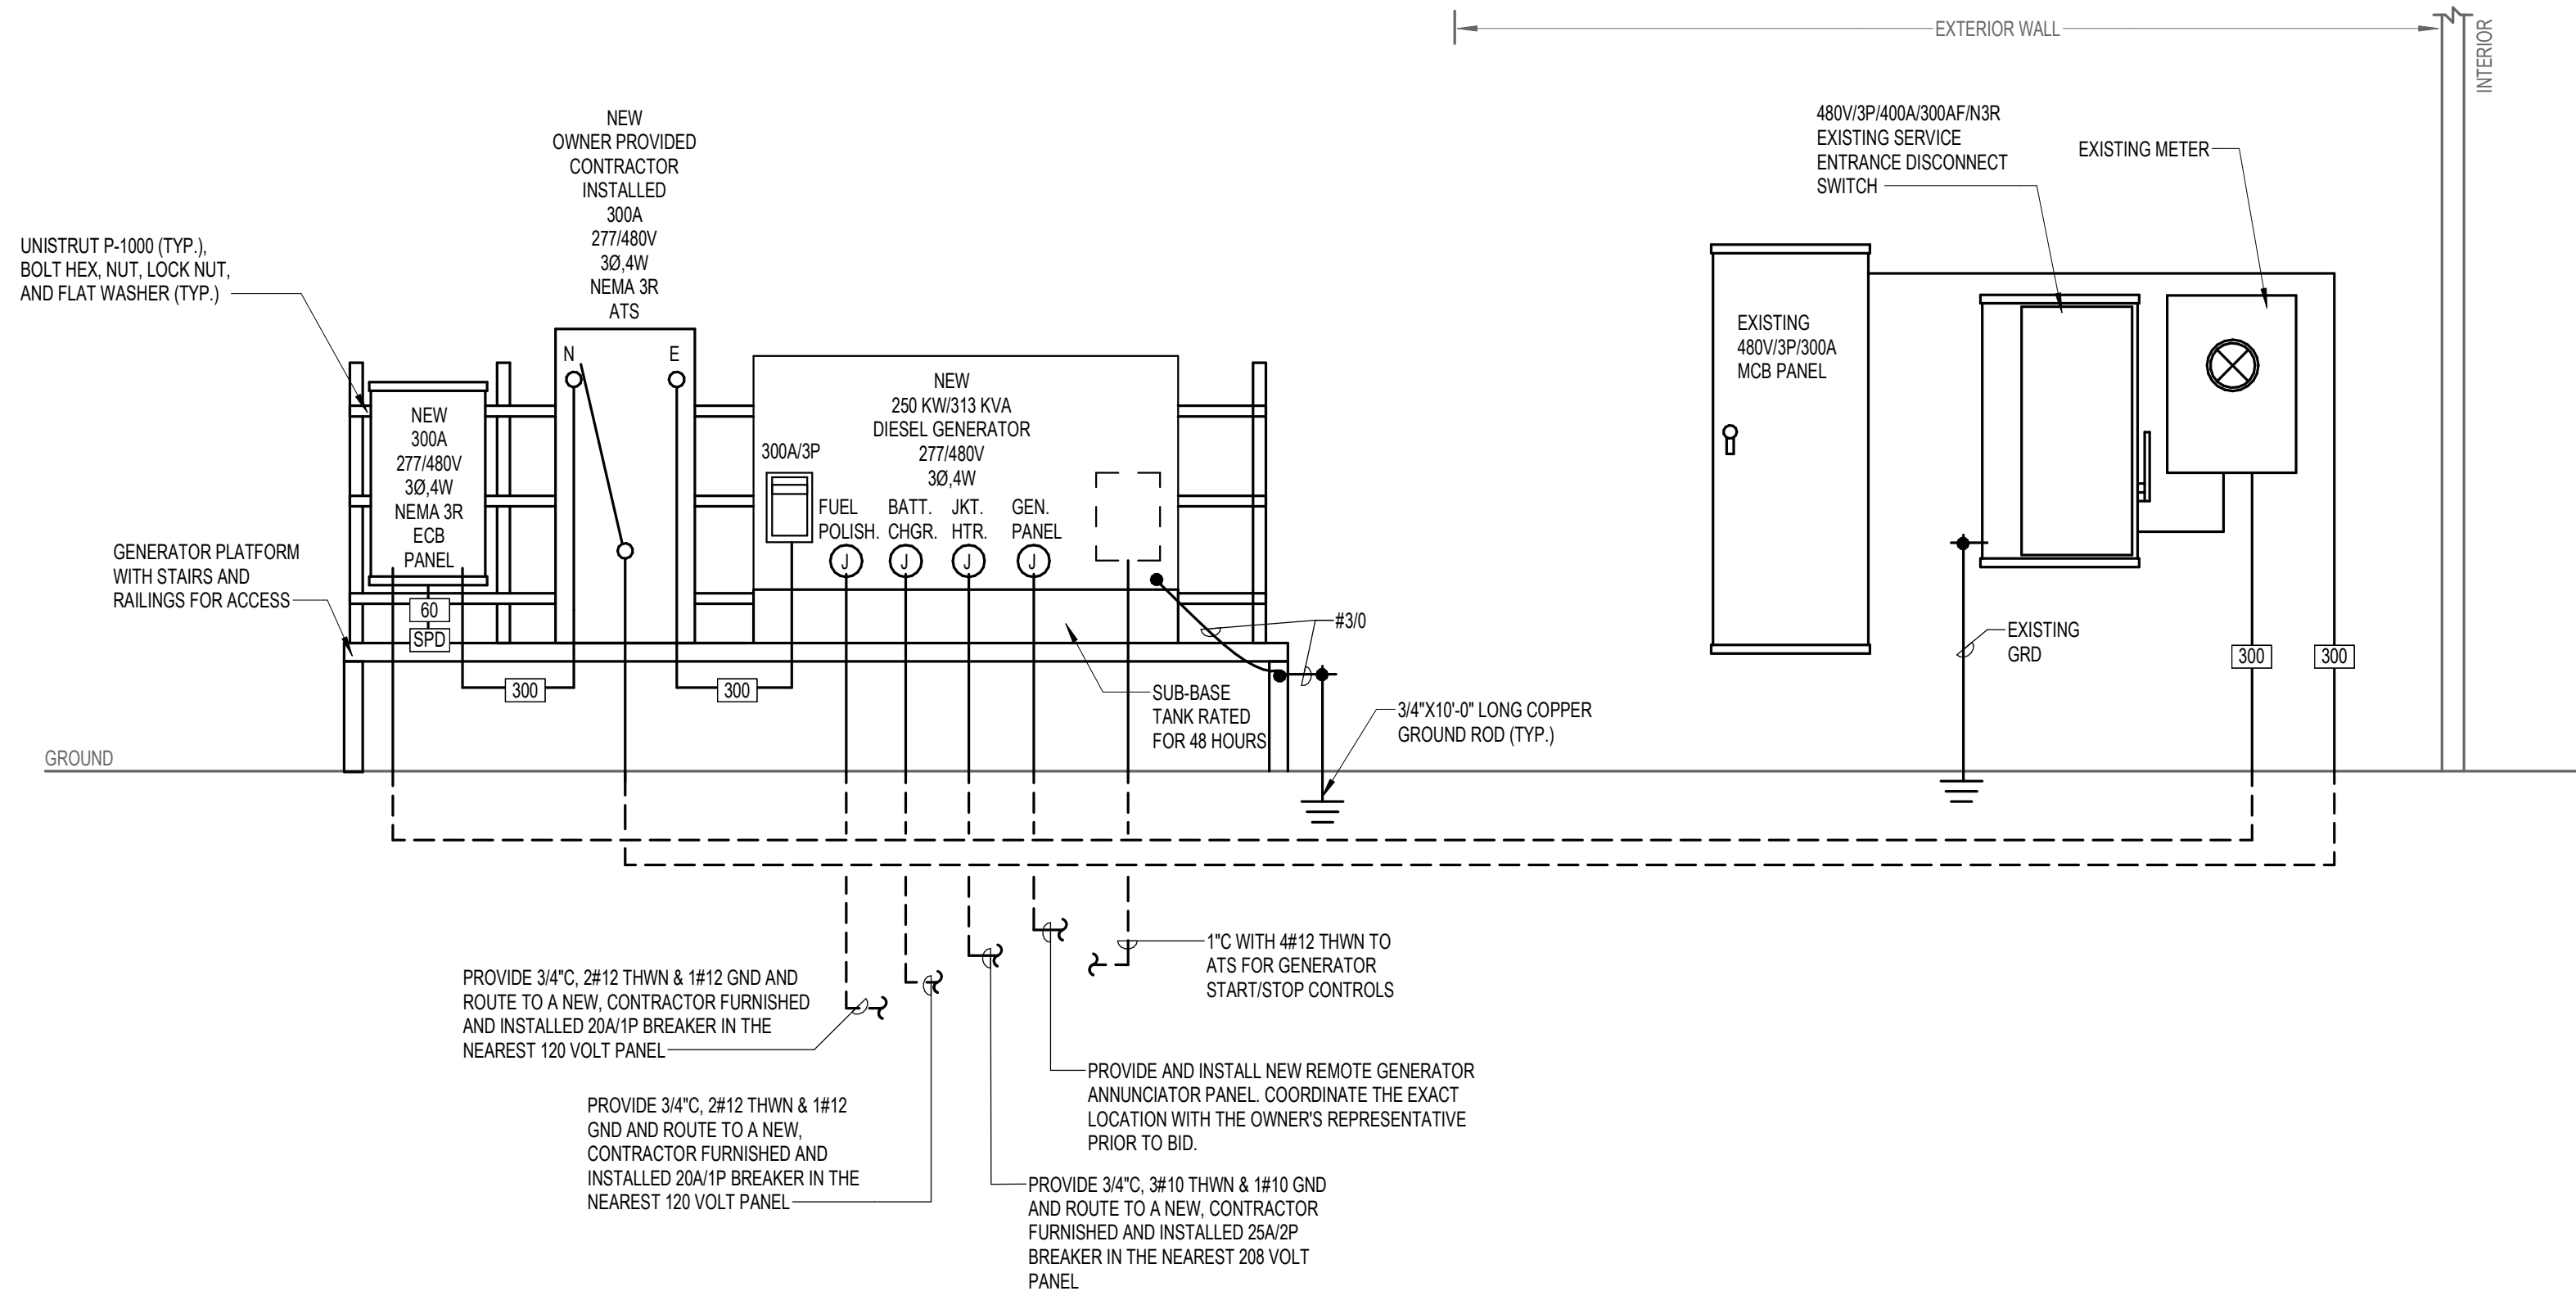 EXTERIOR WALL
INTERIOR
NEW
OWNER PROVIDED
CONTRACTOR
INSTALLED
300A
277/480V
3Ø,4W
NEMA 3R
ATS
480V/3P/400A/300AF/N3R
EXISTING SERVICE
ENTRANCE DISCONNECT
SWITCH
EXISTING METER
UNISTRUT P-1000 (TYP.),
BOLT HEX, NUT, LOCK NUT,
AND FLAT WASHER (TYP.)
EXISTING
480V/3P/300A
MCB PANEL
N
E
NEW
300A
277/480V
3Ø,4W
NEMA 3R
ECB
PANEL
NEW
250 KW/313 KVA
DIESEL GENERATOR
277/480V
3Ø,4W
300A/3P
FUEL
POLISH.
BATT.
CHGR.
JKT.
HTR.
GEN.
PANEL
J
J
J
J
GENERATOR PLATFORM
WITH STAIRS AND
RAILINGS FOR ACCESS
60
SPD
#3/0
EXISTING
GRD
300
300
300
300
SUB-BASE
TANK RATED
FOR 48 HOURS
3/4"X10'-0" LONG COPPER
GROUND ROD (TYP.)
GROUND
1"C WITH 4#12 THWN TO
ATS FOR GENERATOR
START/STOP CONTROLS
PROVIDE 3/4"C, 2#12 THWN & 1#12 GND AND
ROUTE TO A NEW, CONTRACTOR FURNISHED
AND INSTALLED 20A/1P BREAKER IN THE
NEAREST 120 VOLT PANEL
PROVIDE AND INSTALL NEW REMOTE GENERATOR
ANNUNCIATOR PANEL. COORDINATE THE EXACT
LOCATION WITH THE OWNER'S REPRESENTATIVE
PRIOR TO BID.
PROVIDE 3/4"C, 2#12 THWN & 1#12
GND AND ROUTE TO A NEW,
CONTRACTOR FURNISHED AND
INSTALLED 20A/1P BREAKER IN THE
NEAREST 120 VOLT PANEL
PROVIDE 3/4"C, 3#10 THWN & 1#10 GND
AND ROUTE TO A NEW, CONTRACTOR
FURNISHED AND INSTALLED 25A/2P
BREAKER IN THE NEAREST 208 VOLT
PANEL